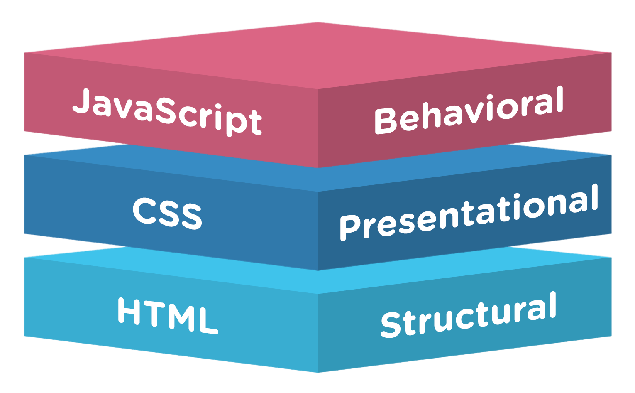 JavaScript Behavioral
CSS Presentational
HTML Structural